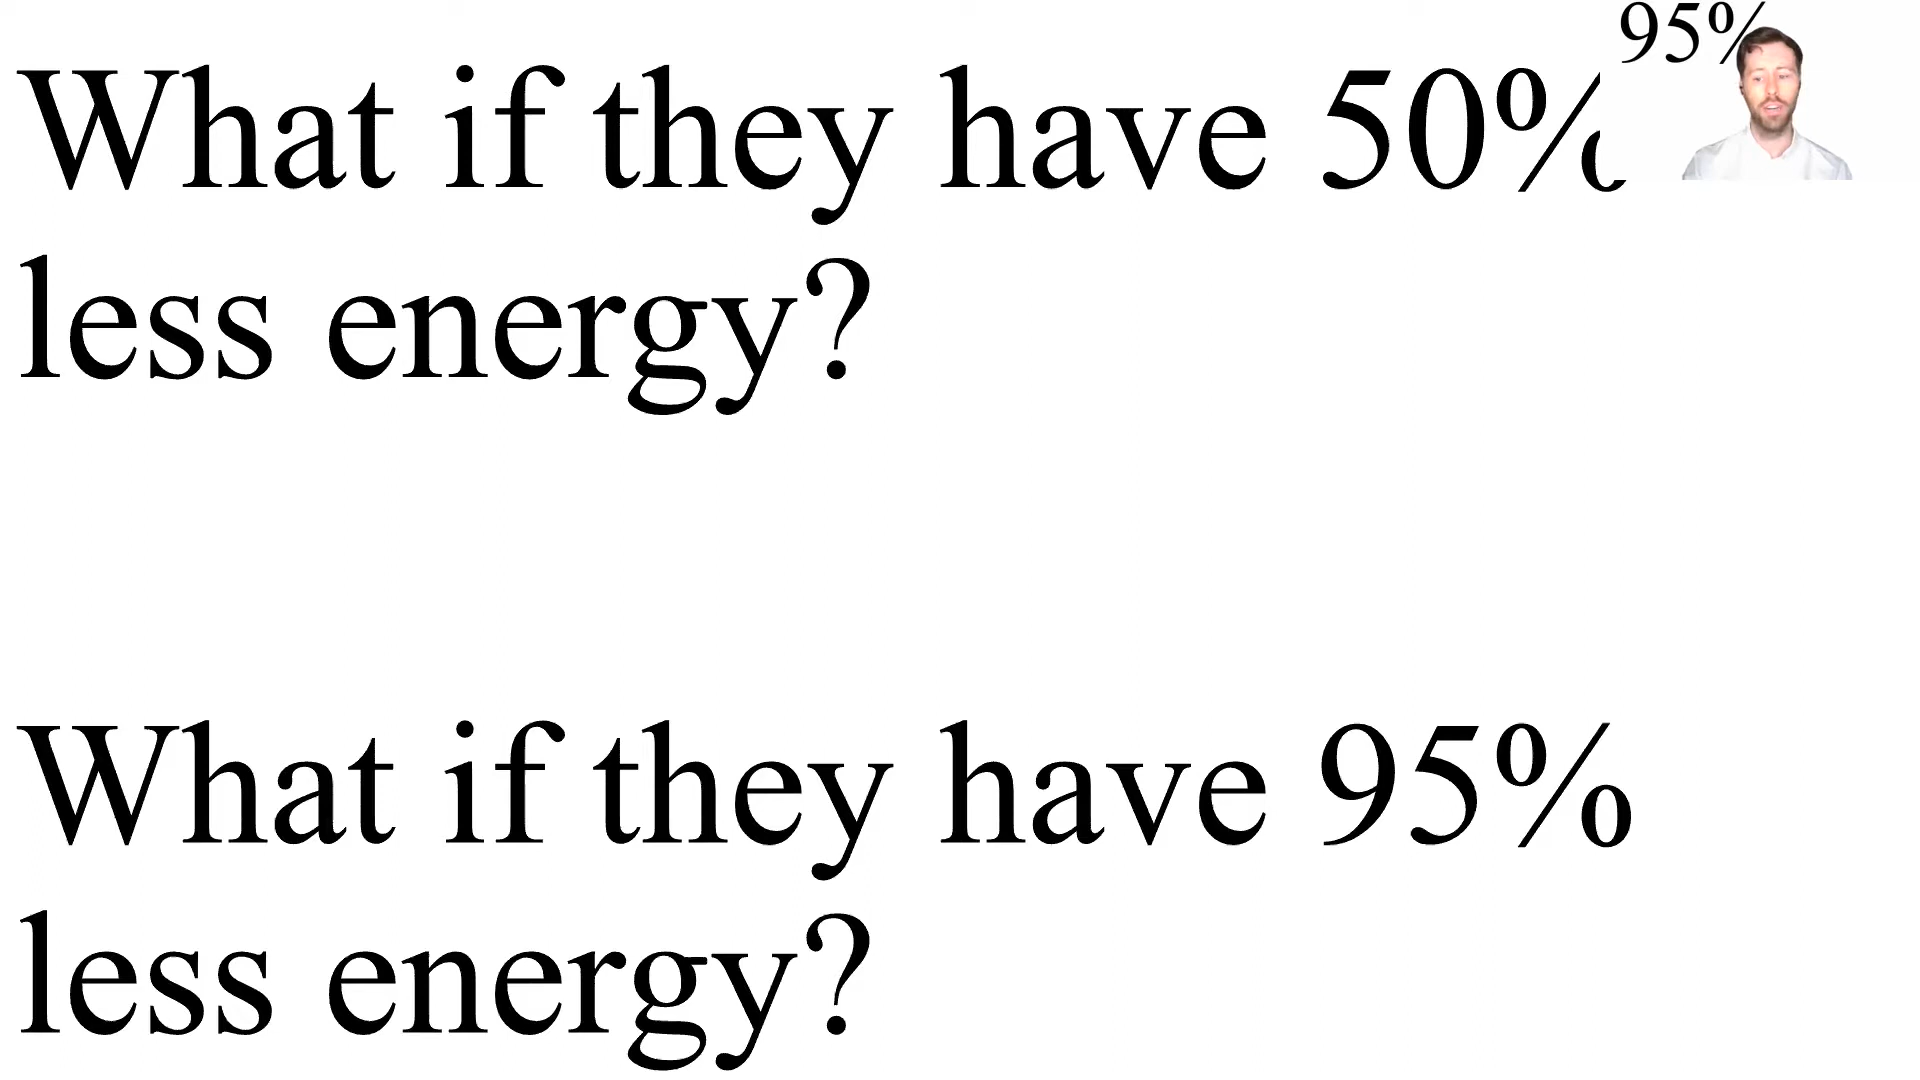 95%
What if they have 50%
less energy?
What if they have 95%
less energy?